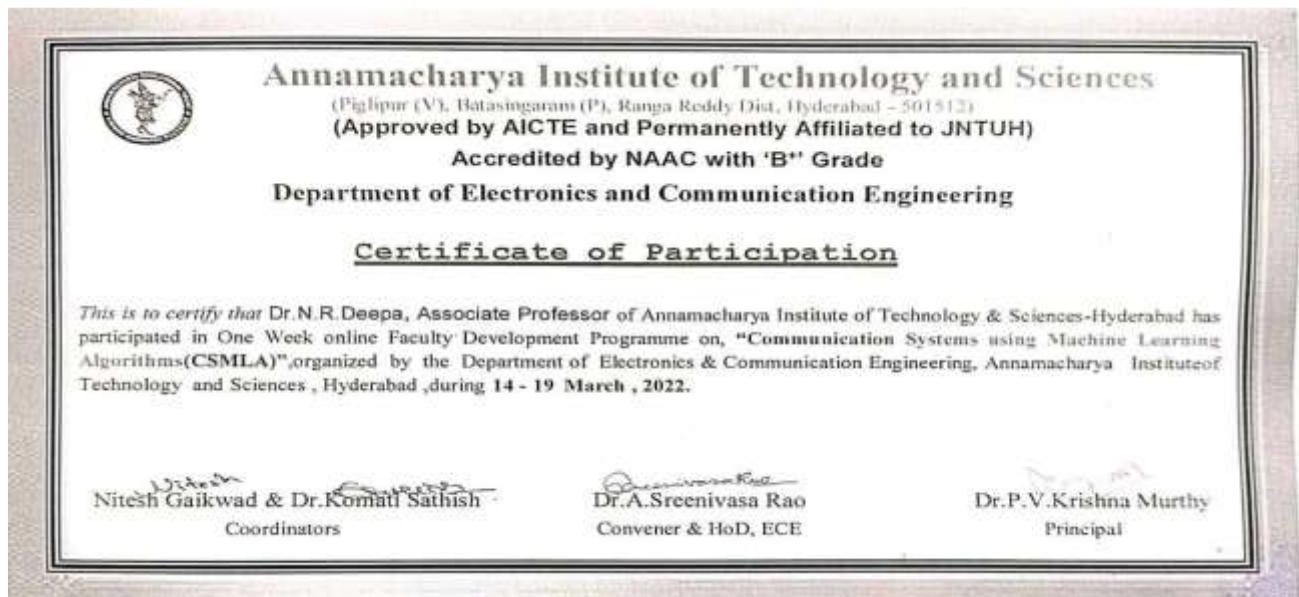 Annamacharya Institute of Technology and Sciences
(Piglipur (V), Batasingaram (P), Ranga Reddy Dist, Hyderabad - 501512)
(Approved by AICTE and Permanently Affiliated to JNTUH)
Accredited by NAAC with ‘B+’ Grade
Department of Electronics and Communication Engineering
Certificate of Participation
This is to certify that Dr.N.R.Deepa, Associate Professor of Annamacharya Institute of Technology & Sciences-Hyderabad has
participated in One Week online Faculty Development Programme on, "Communication Systems using Machine Learning
Algorithms(CSMLA)",organized by the Department of Electronics & Communication Engineering, Annamacharya Instituteof
Technology and Sciences , Hyderabad ,during 14 - 19 March , 2022.
Nitesh
Sreenivasa Rao
Nitesh Gaikwad & Dr.Komati Sathish
Dr.A.Sreenivasa Rao
Dr.P.V.Krishna Murthy
Coordinators
Convener & HoD, ECE
Principal